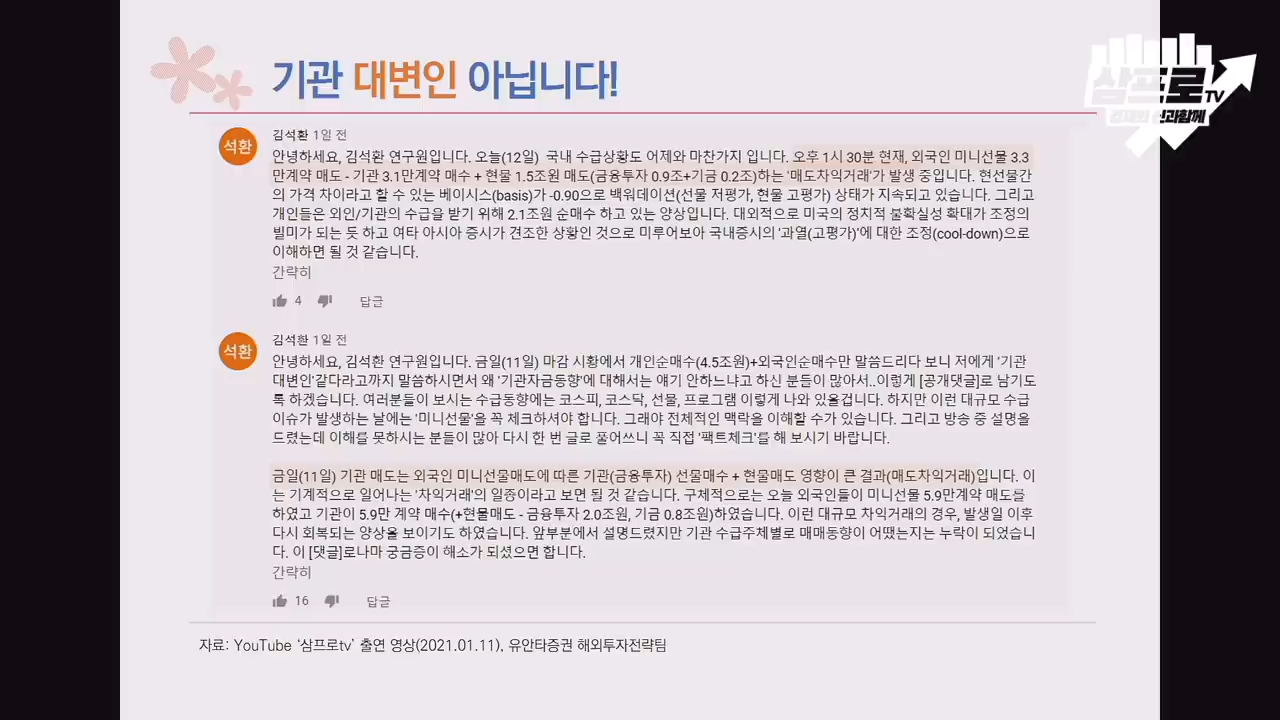 기관 대변인 아닙니다!
삼프로TV
경제의 신과함께
석환
김석환 1일 전
안녕하세요, 김석환 연구원입니다. 오늘(12일) 국내 수급상황도 어제와 마찬가지 입니다. 오후 1시 30분 현재, 외국인 미니선물 3.3
만계약 매도 - 기관 3.1만계약 매수 + 현물 1.5조원 매도(금융투자 0.9조+기금 0.2조)하는 '매도차익거래'가 발생 중입니다. 현선물간
의 가격 차이라고 할 수 있는 베이시스(basis)가 -0.90으로 백워데이션(선물 저평가, 현물 고평가) 상태가 지속되고 있습니다. 그리고
개인들은 외인/기관의 수급을 받기 위해 2.1조원 순매수 하고 있는 양상입니다. 대외적으로 미국의 정치적 불확실성 확대가 조정의
빌미가 되는 듯 하고 여타 아시아 증시가 견조한 상황인 것으로 미루어보아 국내증시의 '과열(고평가)'에 대한 조정(cool-down)으로
이해하면 될 것 같습니다.
간략히
4 답글
석환
김석환 1일 전
안녕하세요, 김석환 연구원입니다. 금일(11일) 마감 시황에서 개인순매수(4.5조원)+외국인순매수만 말씀드리다 보니 저에게 '기관
대변인'같다라고까지 말씀하시면서 왜 '기관자금동향'에 대해서는 얘기 안하느냐고 하신 분들이 많아서..이렇게 [공개댓글]로 남기도
록 하겠습니다. 여러분들이 보시는 수급동향에는 코스피, 코스닥, 선물, 프로그램 이렇게 나와 있을겁니다. 하지만 이런 대규모 수급
이슈가 발생하는 날에는 '미니선물'을 꼭 체크하셔야 합니다. 그래야 전체적인 맥락을 이해할 수가 있습니다. 그리고 방송 중 설명을
드렸는데 이해를 못하시는 분들이 많아 다시 한 번 글로 풀어쓰니 꼭 직접 '팩트체크'를 해 보시기 바랍니다.
금일(11일) 기관 매도는 외국인 미니선물매도에 따른 기관(금융투자) 선물매수 + 현물매도 영향이 큰 결과(매도차익거래)입니다. 이
는 기계적으로 일어나는 '차익거래'의 일종이라고 보면 될 것 같습니다. 구체적으로는 오늘 외국인들이 미니선물 5.9만계약 매도를
하였고 기관이 5.9만 계약 매수(+현물매도 - 금융투자 2.0조원, 기금 0.8조원)하였습니다. 이런 대규모 차익거래의 경우, 발생일 이후
다시 회복되는 양상을 보이기도 하였습니다. 앞부분에서 설명드렸지만 기관 수급주체별로 매매동향이 어땠는지는 누락이 되었습니
다. 이 [댓글]로나마 궁금증이 해소가 되셨으면 합니다.
간략히
16 답글
자료: YouTube ‘삼프로tv’ 출연 영상(2021.01.11), 유안타증권 해외투자전략팀